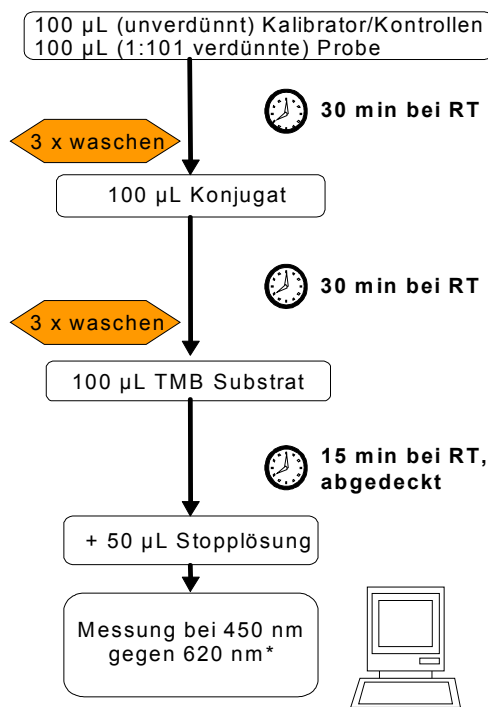 100 µL (unverdünnt) Kalibrator/Kontrollen
100 µL (1:101 verdünnte) Probe
30 min bei RT
3 x waschen
100 µL Konjugat
30 min bei RT
3 x waschen
100 µL TMB Substrat
15 min bei RT,
abgedeckt
+ 50 µL Stopplösung
Messung bei 450 nm
gegen 620 nm*